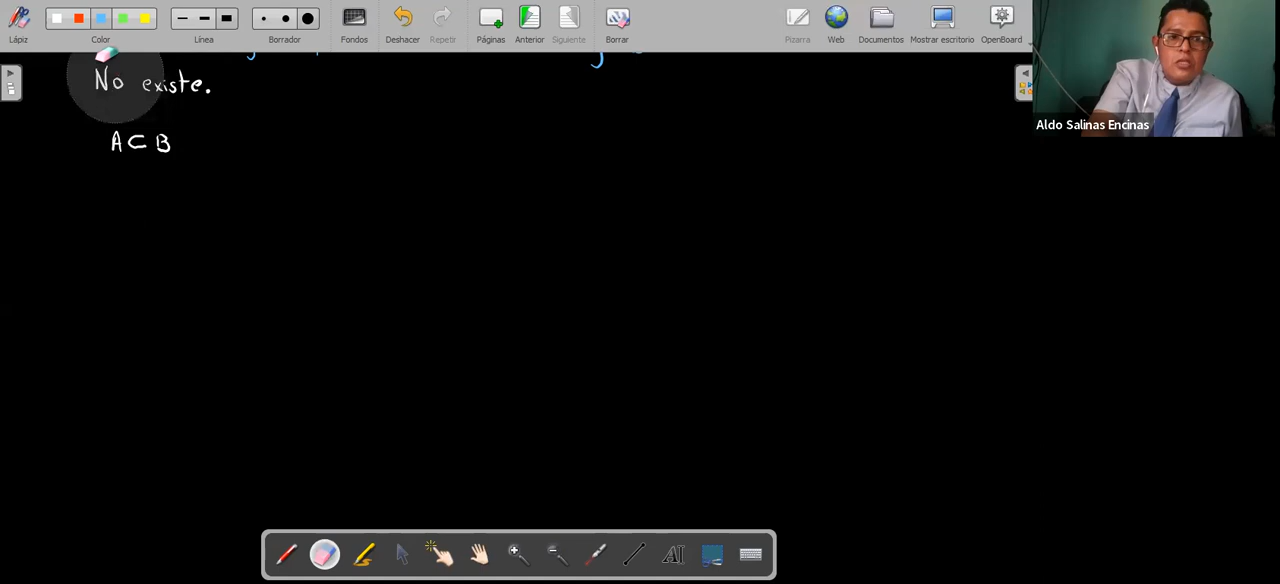 Lápiz Color Línea Borrador Fondos Deshacer Repetir Páginas Anterior Siguiente Borrar Pizarra Web Documentos Mostrar escritorio OpenBoard
No existe.
A ⊂ B
Aldo Salinas Encinas
AI